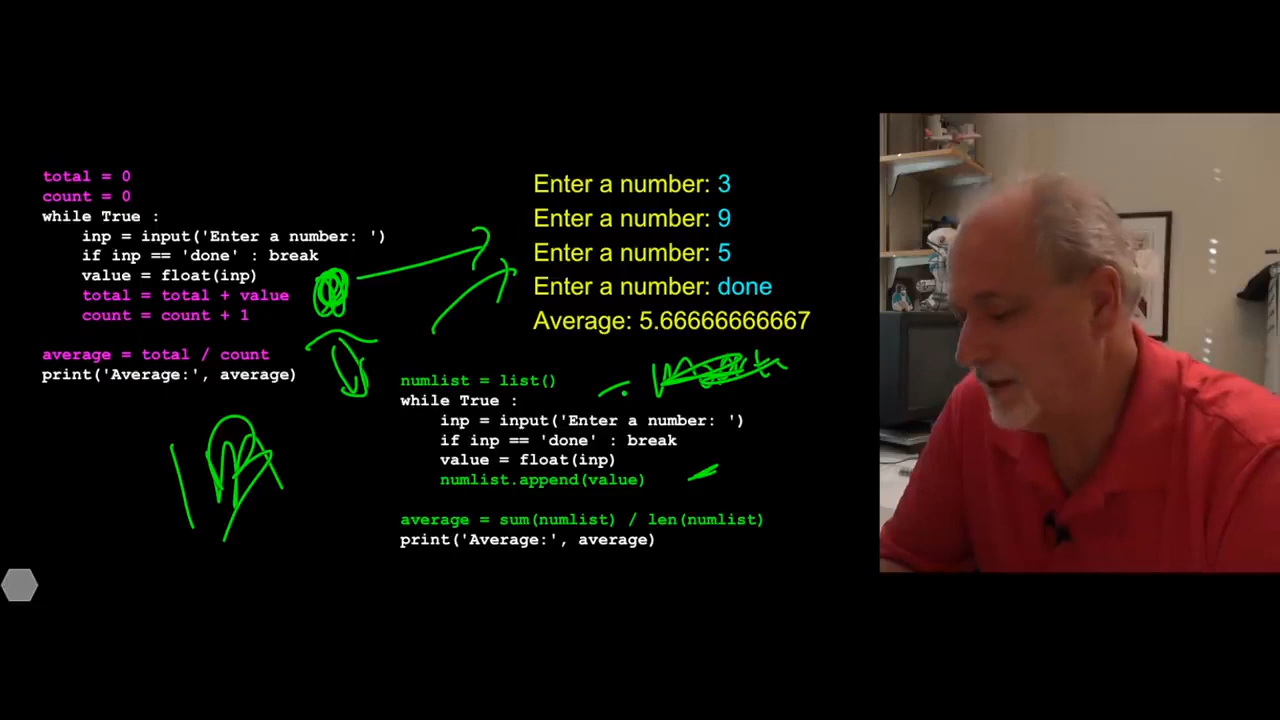 total = 0
count = 0
while True :
    inp = input('Enter a number: ')
    if inp == 'done' : break
    value = float(inp)
    total = total + value
    count = count + 1
average = total / count
print('Average:', average)
Enter a number: 3
Enter a number: 9
Enter a number: 5
Enter a number: done
Average: 5.66666666667
numlist = list()
while True :
    inp = input('Enter a number: ')
    if inp == 'done' : break
    value = float(inp)
    numlist.append(value)
average = sum(numlist) / len(numlist)
print('Average:', average)